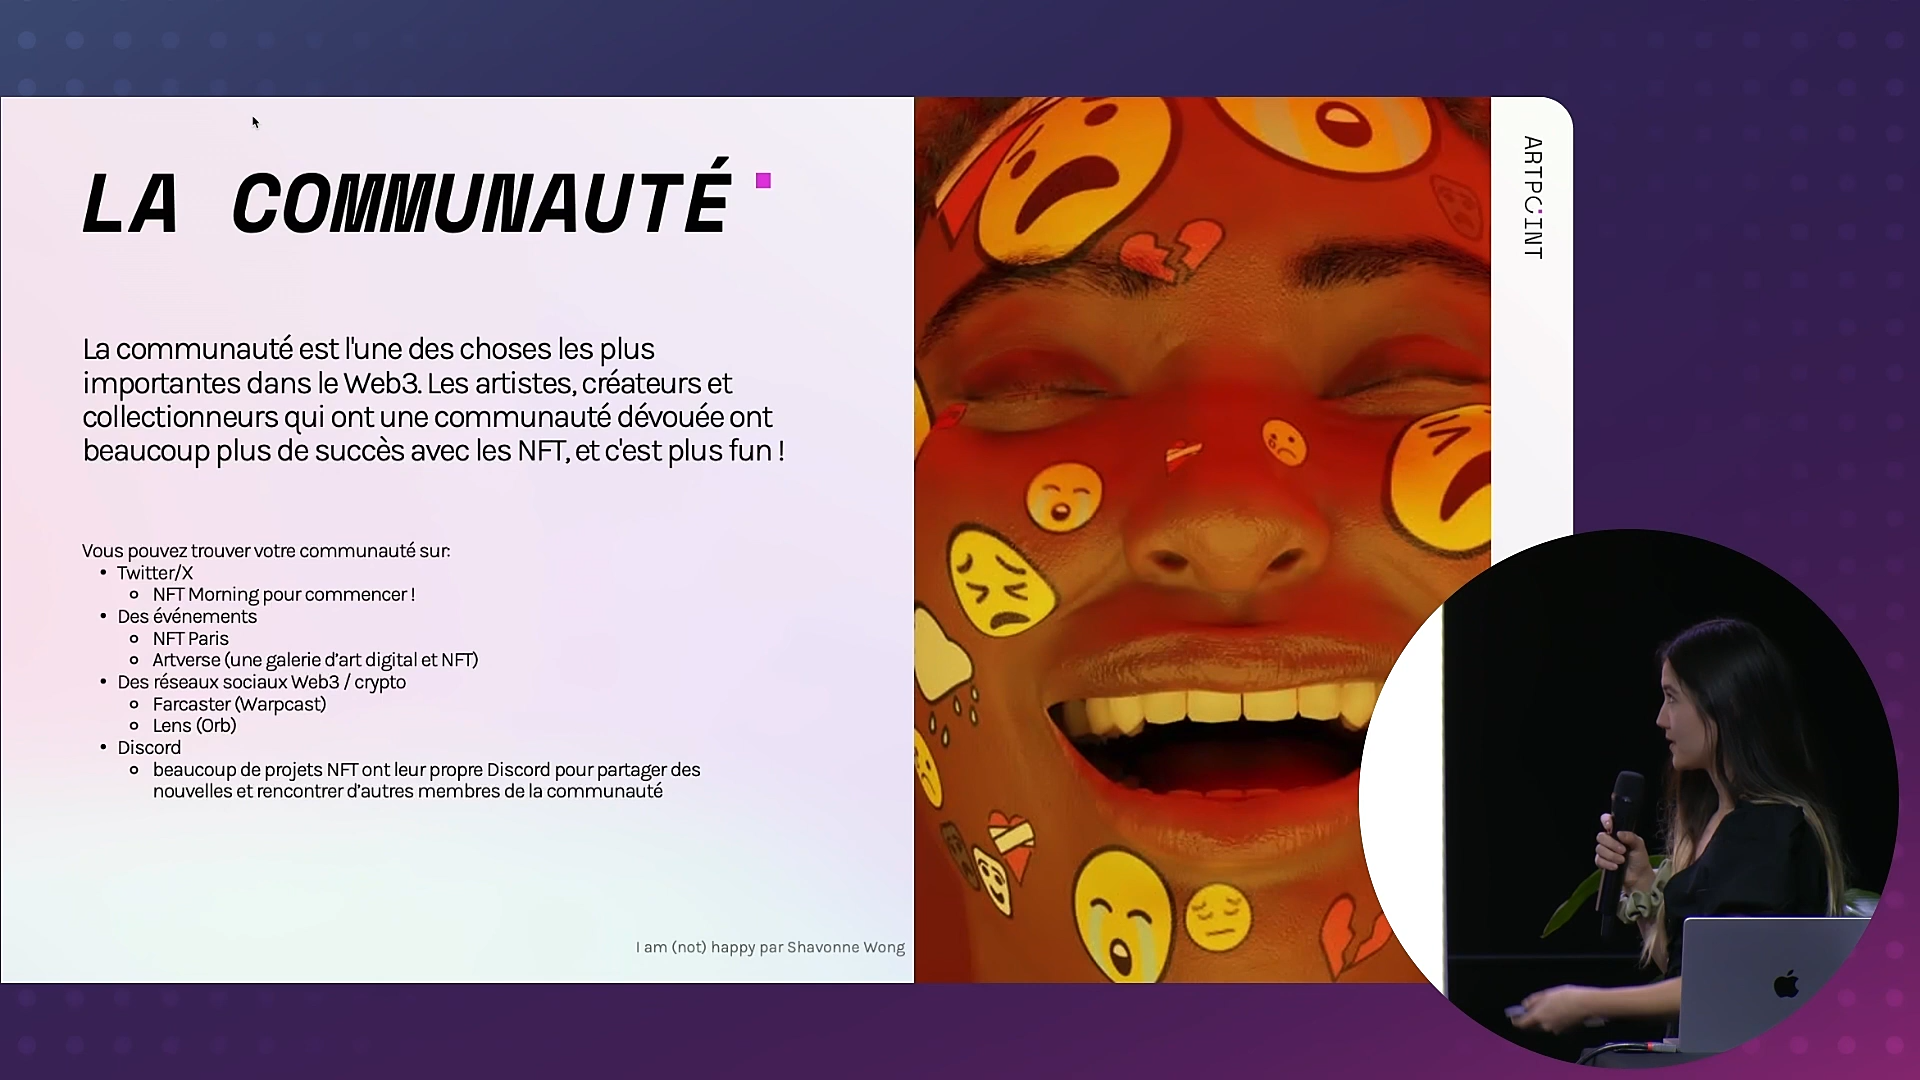 LA COMMUNAUTÉ
La communauté est l'une des choses les plus
importantes dans le Web3. Les artistes, créateurs et
collectionneurs qui ont une communauté dévouée ont
beaucoup plus de succès avec les NFT, et c'est plus fun !
Vous pouvez trouver votre communauté sur:
• Twitter/X
NFT Morning pour commencer !
• Des événements
NFT Paris
Artverse (une galerie d'art digital et NFT)
• Des réseaux sociaux Web3 / crypto
Farcaster (Warpcast)
Lens (Orb)
• Discord
beaucoup de projets NFT ont leur propre Discord pour partager des
nouvelles et rencontrer d'autres membres de la communauté
I am (not) happy par Shavonne Wong
ARTPOINT